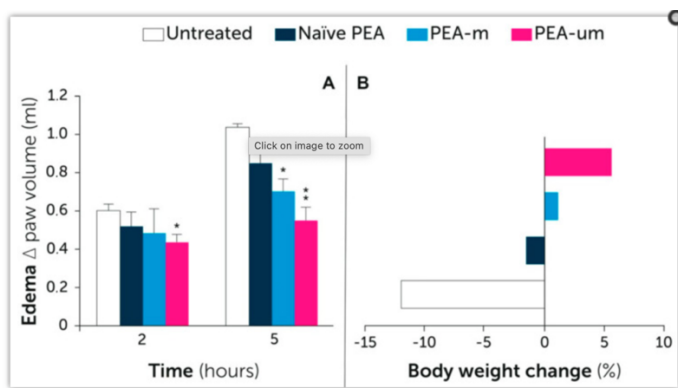 Untreated Naïve PEA PEA-m PEA-um
A B
1.2
1.0
0.8
0.6
0.4
0.2
0
Edema Δ paw volume (ml)
*
*
*
*
Click on image to zoom
2 5
Time (hours)
-15 -10 -5 0 5 10
Body weight change (%)